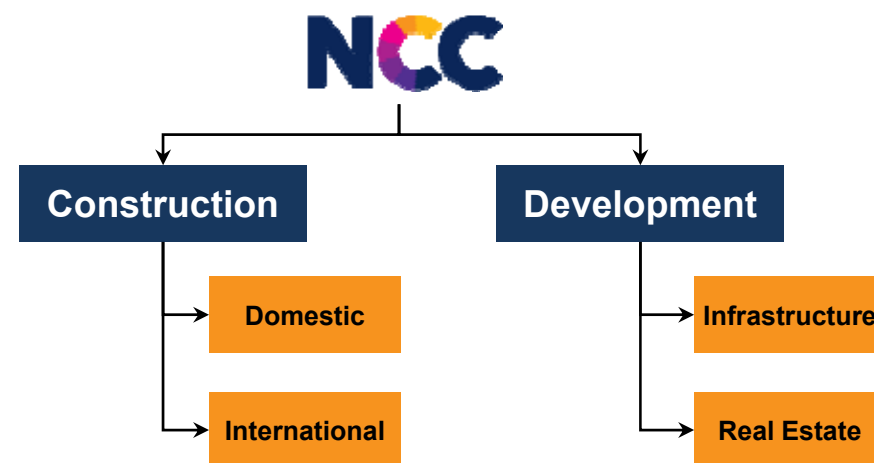 NCC
Construction
Development
Domestic
Infrastructure
International
Real Estate